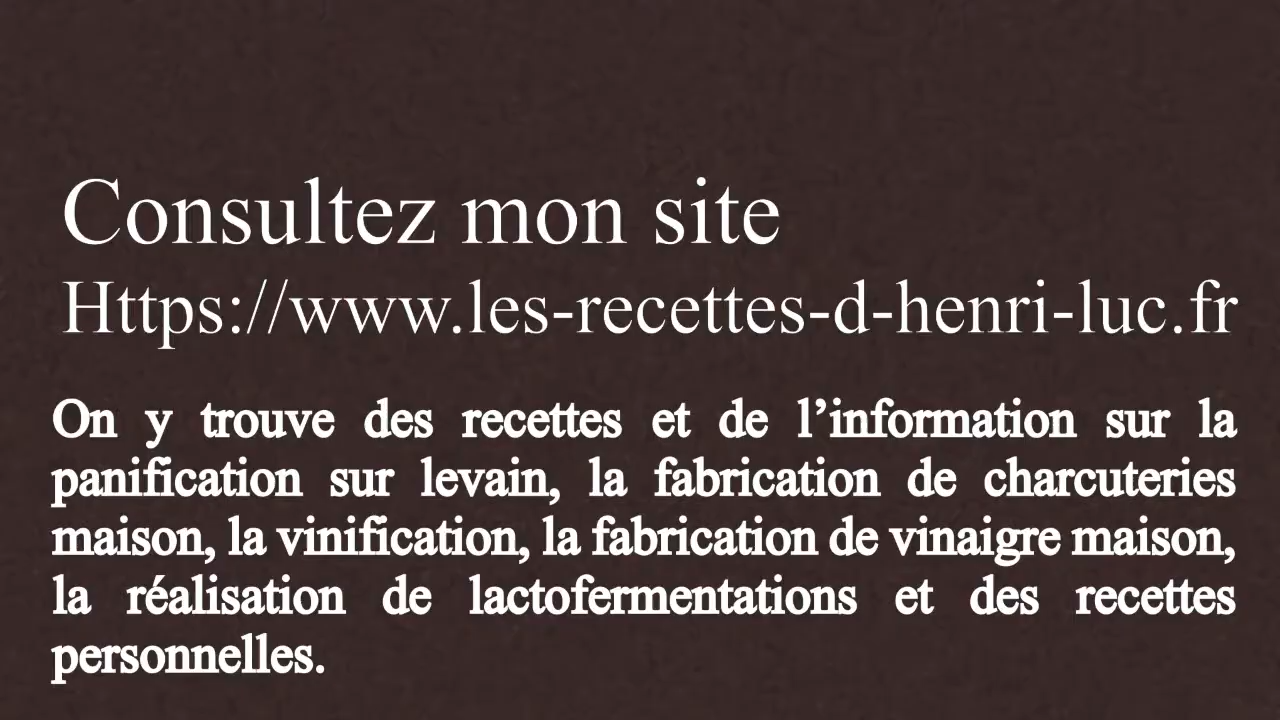 Consultez mon site
Https://www.les-recettes-d-henri-luc.fr
On y trouve des recettes et de l’information sur la
panification sur levain, la fabrication de charcuteries
maison, la vinification, la fabrication de vinaigre maison,
la réalisation de lactofermentations et des recettes
personnelles.